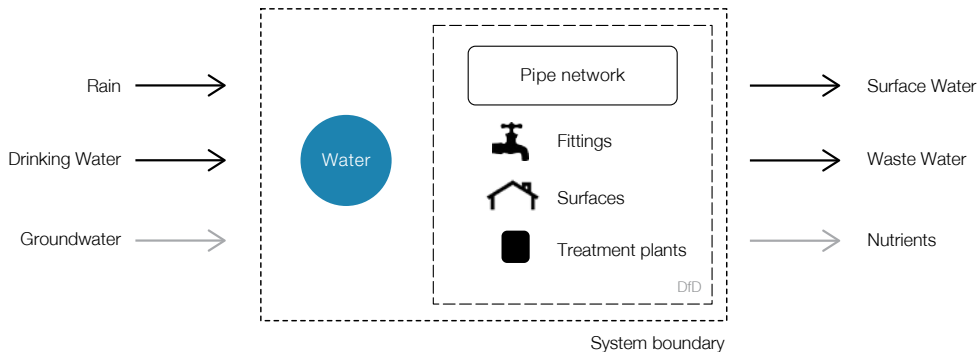 Rain
Drinking Water
Groundwater
Water
Pipe network
Fittings
Surfaces
Treatment plants
DfD
Surface Water
Waste Water
Nutrients
System boundary